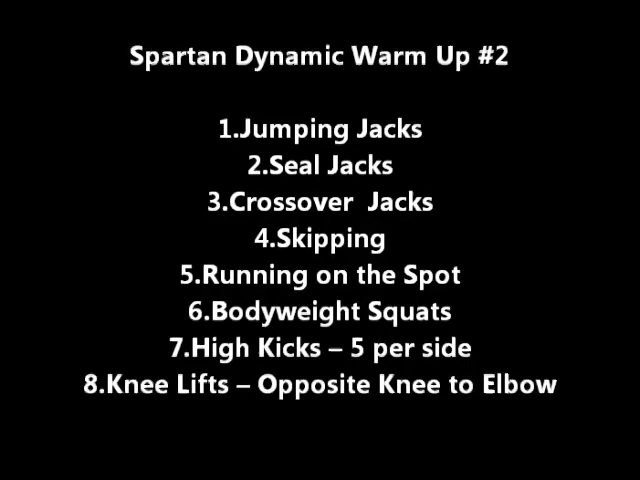 Spartan Dynamic Warm Up #2
1.Jumping Jacks
2.Seal Jacks
3.Crossover  Jacks
4.Skipping
5.Running on the Spot
6.Bodyweight Squats
7.High Kicks – 5 per side
8.Knee Lifts – Opposite Knee to Elbow